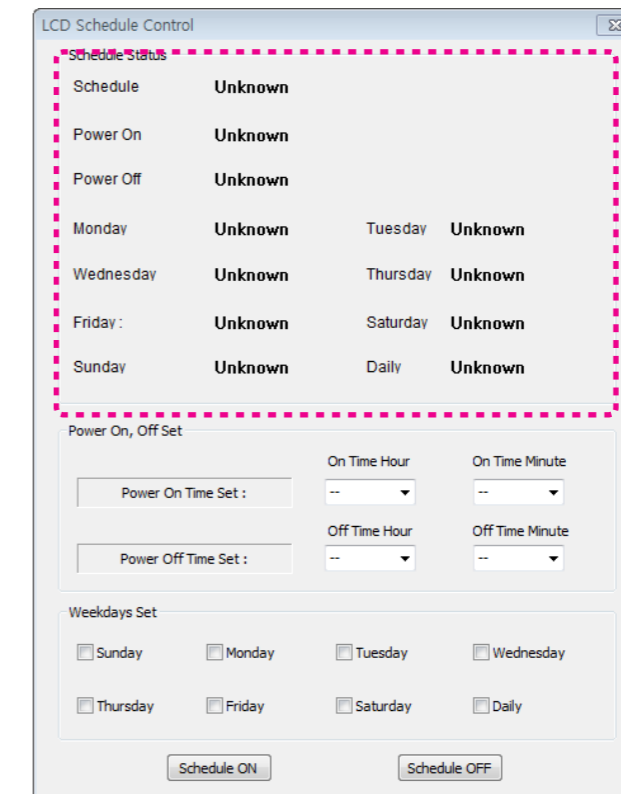 LCD Schedule Control
Schedule Status
Schedule Unknown
Power On Unknown
Power Off Unknown
Monday Unknown Tuesday Unknown
Wednesday Unknown Thursday Unknown
Friday : Unknown Saturday Unknown
Sunday Unknown Daily Unknown
Power On, Off Set
On Time Hour On Time Minute
Power On Time Set : -- --
Off Time Hour Off Time Minute
Power Off Time Set : -- --
Weekdays Set
Sunday Monday Tuesday Wednesday
Thursday Friday Saturday Daily
Schedule ON Schedule OFF